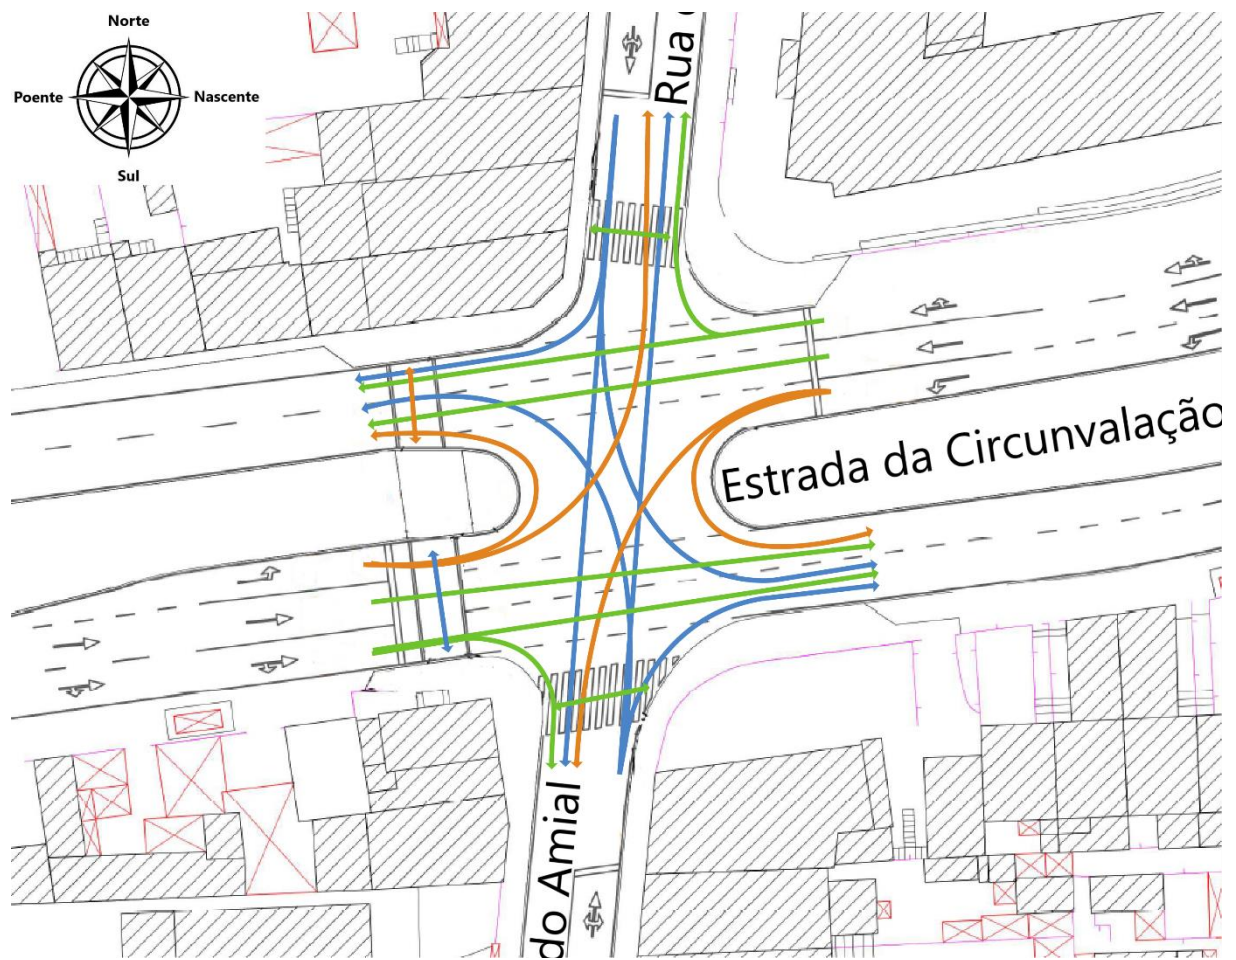 Norte
Poente
Nascente
Sul
Rua
Estrada da Circunvalação
do Amial